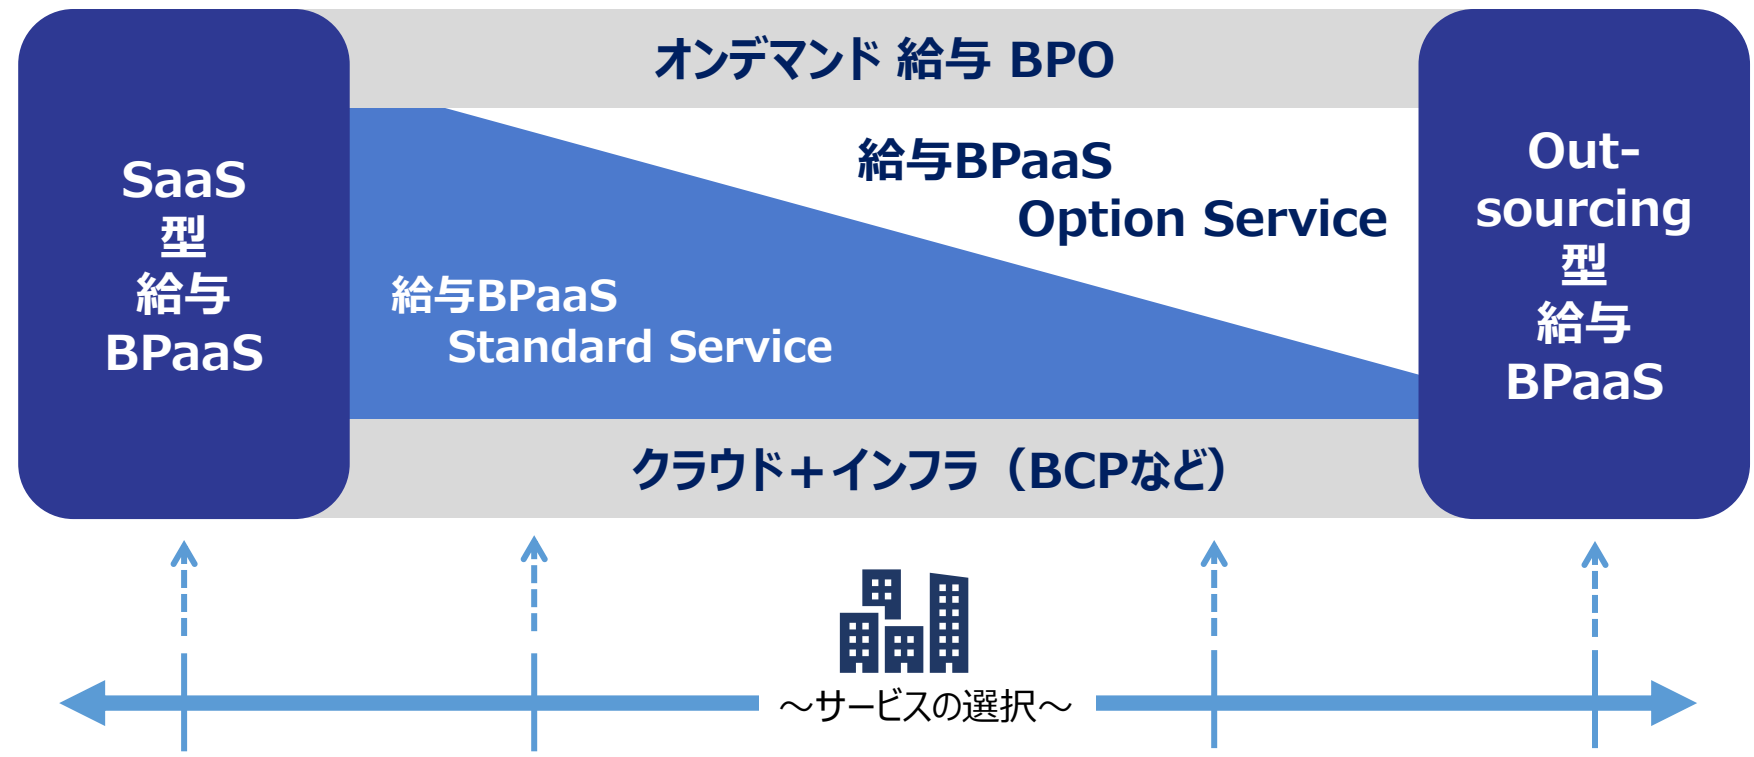 オンデマンド 給与 BPO
SaaS
型
給与
BPaaS
給与BPaaS
Option Service
給与BPaaS
Standard Service
Out-
sourcing
型
給与
BPaaS
クラウド＋インフラ（BCPなど）
～サービスの選択～